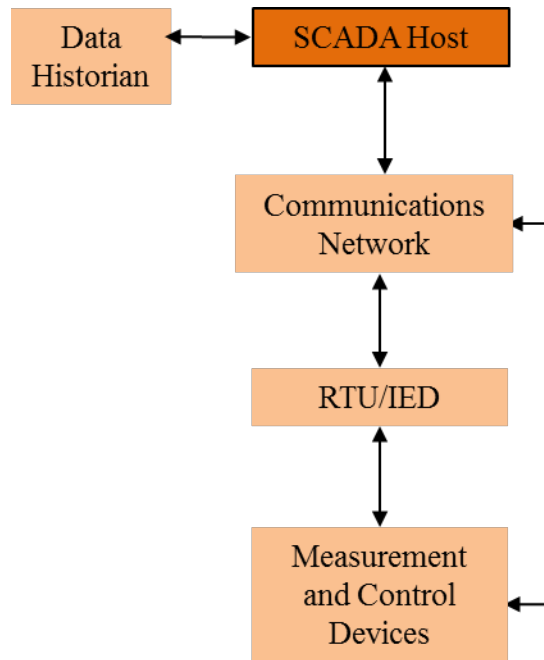 Data
Historian
SCADA Host
Communications
Network
RTU/IED
Measurement
and Control
Devices